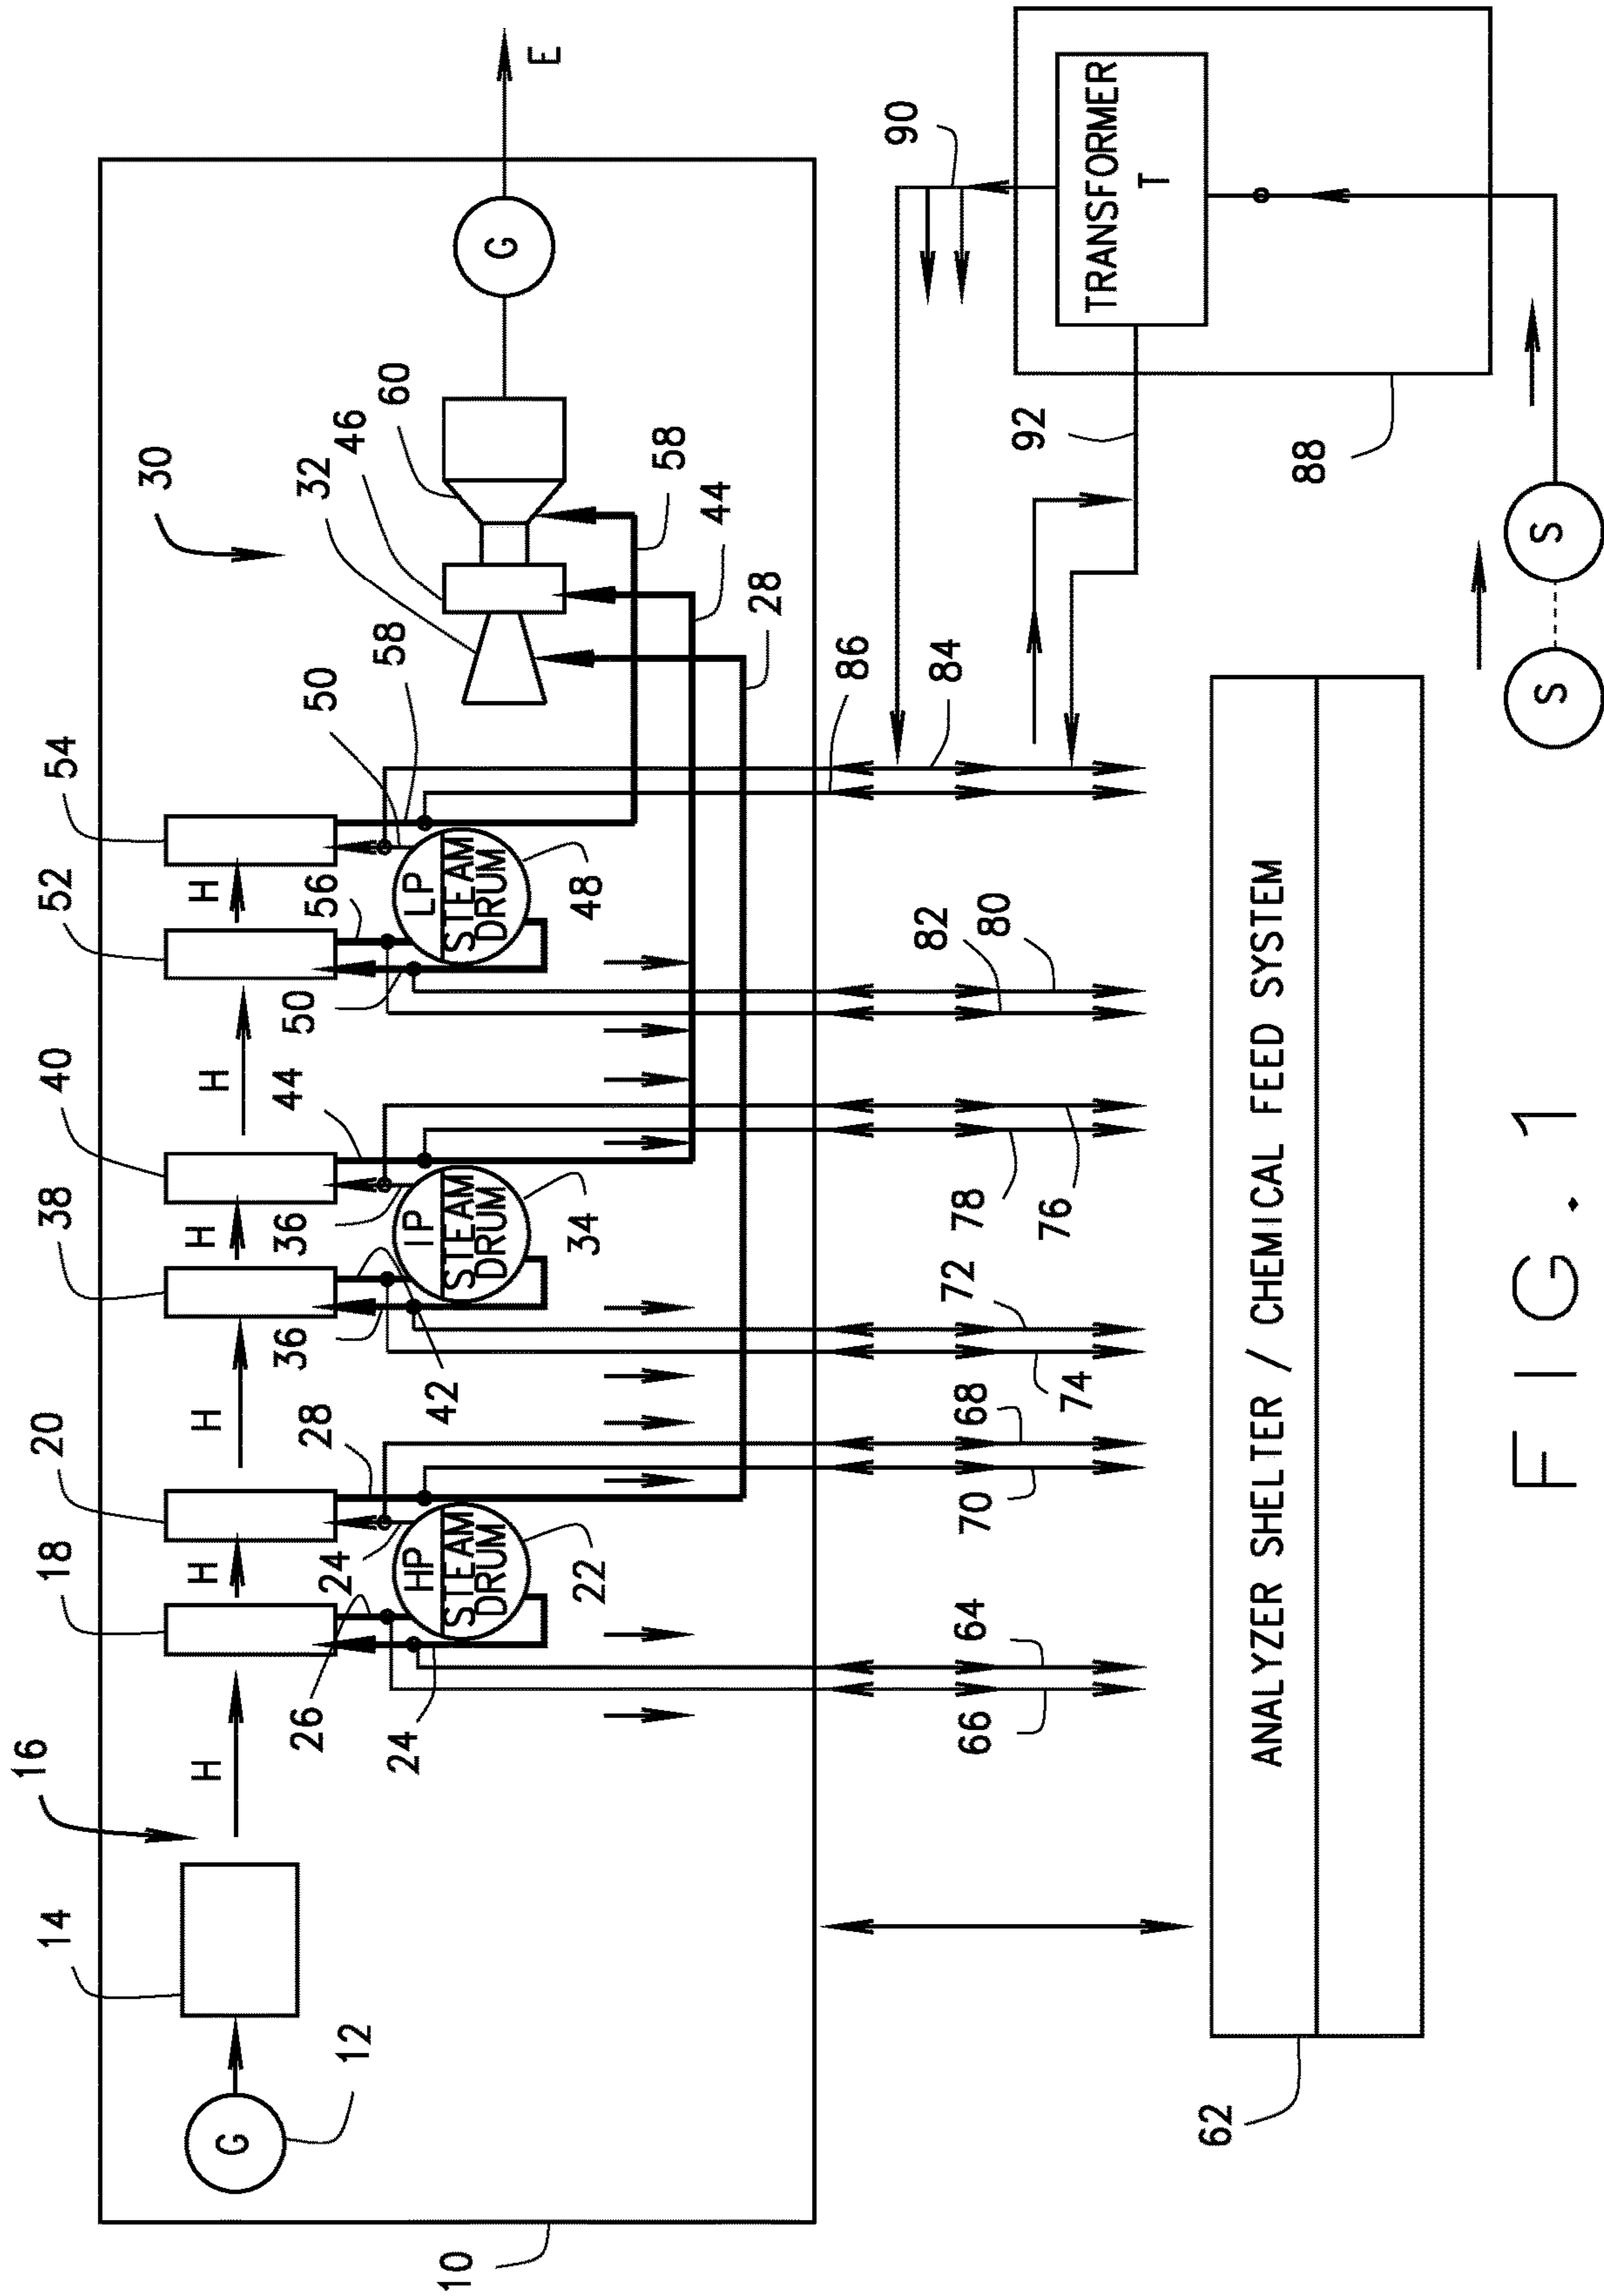 16
18
20
38
40
52
54
30
14
H
H
H
H
H
H
G
12
26
24
28
36
44
50
56
50
58
32
46
60
24
42
36
HP
STEAM
DRUM
22
IP
STEAM
DRUM
34
LP
STEAM
DRUM
48
G
E
58
44
28
10
66
64
70
68
74
72
78
76
82
80
86
84
90
92
TRANSFORMER
T
88
62
ANALYZER SHELTER / CHEMICAL FEED SYSTEM
S
S
FIG. 1